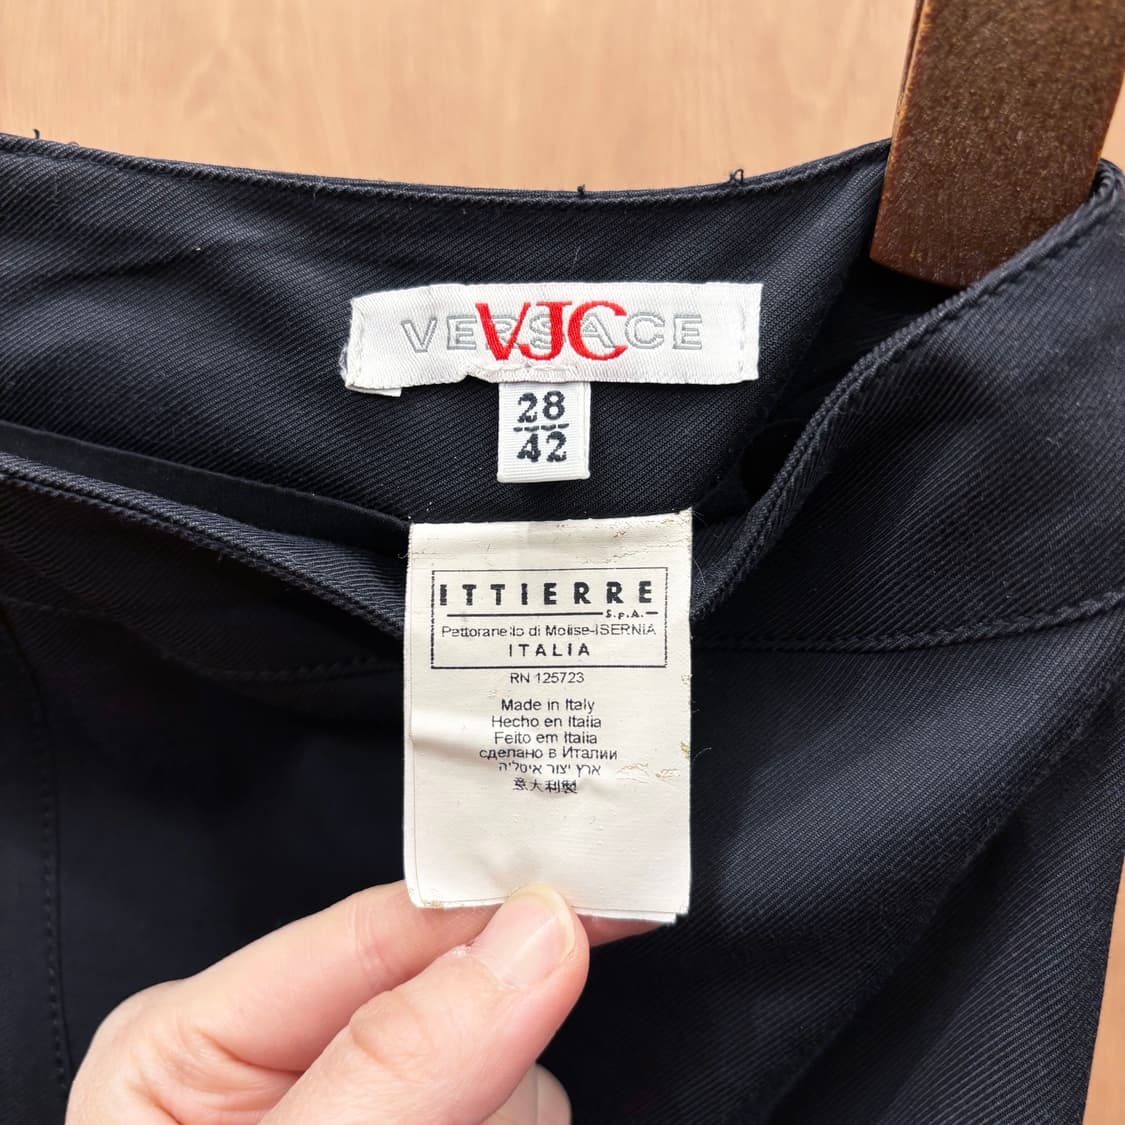 VERSACE
VJC
28
42
ITTIERRE
S.p.A.
Pettoranello di Molise-ISERNIA
ITALIA
RN 125723
Made in Italy
Hecho en Italia
Feito em Italia
сделано в Италии
ארץ יצור איטליה
意大利製